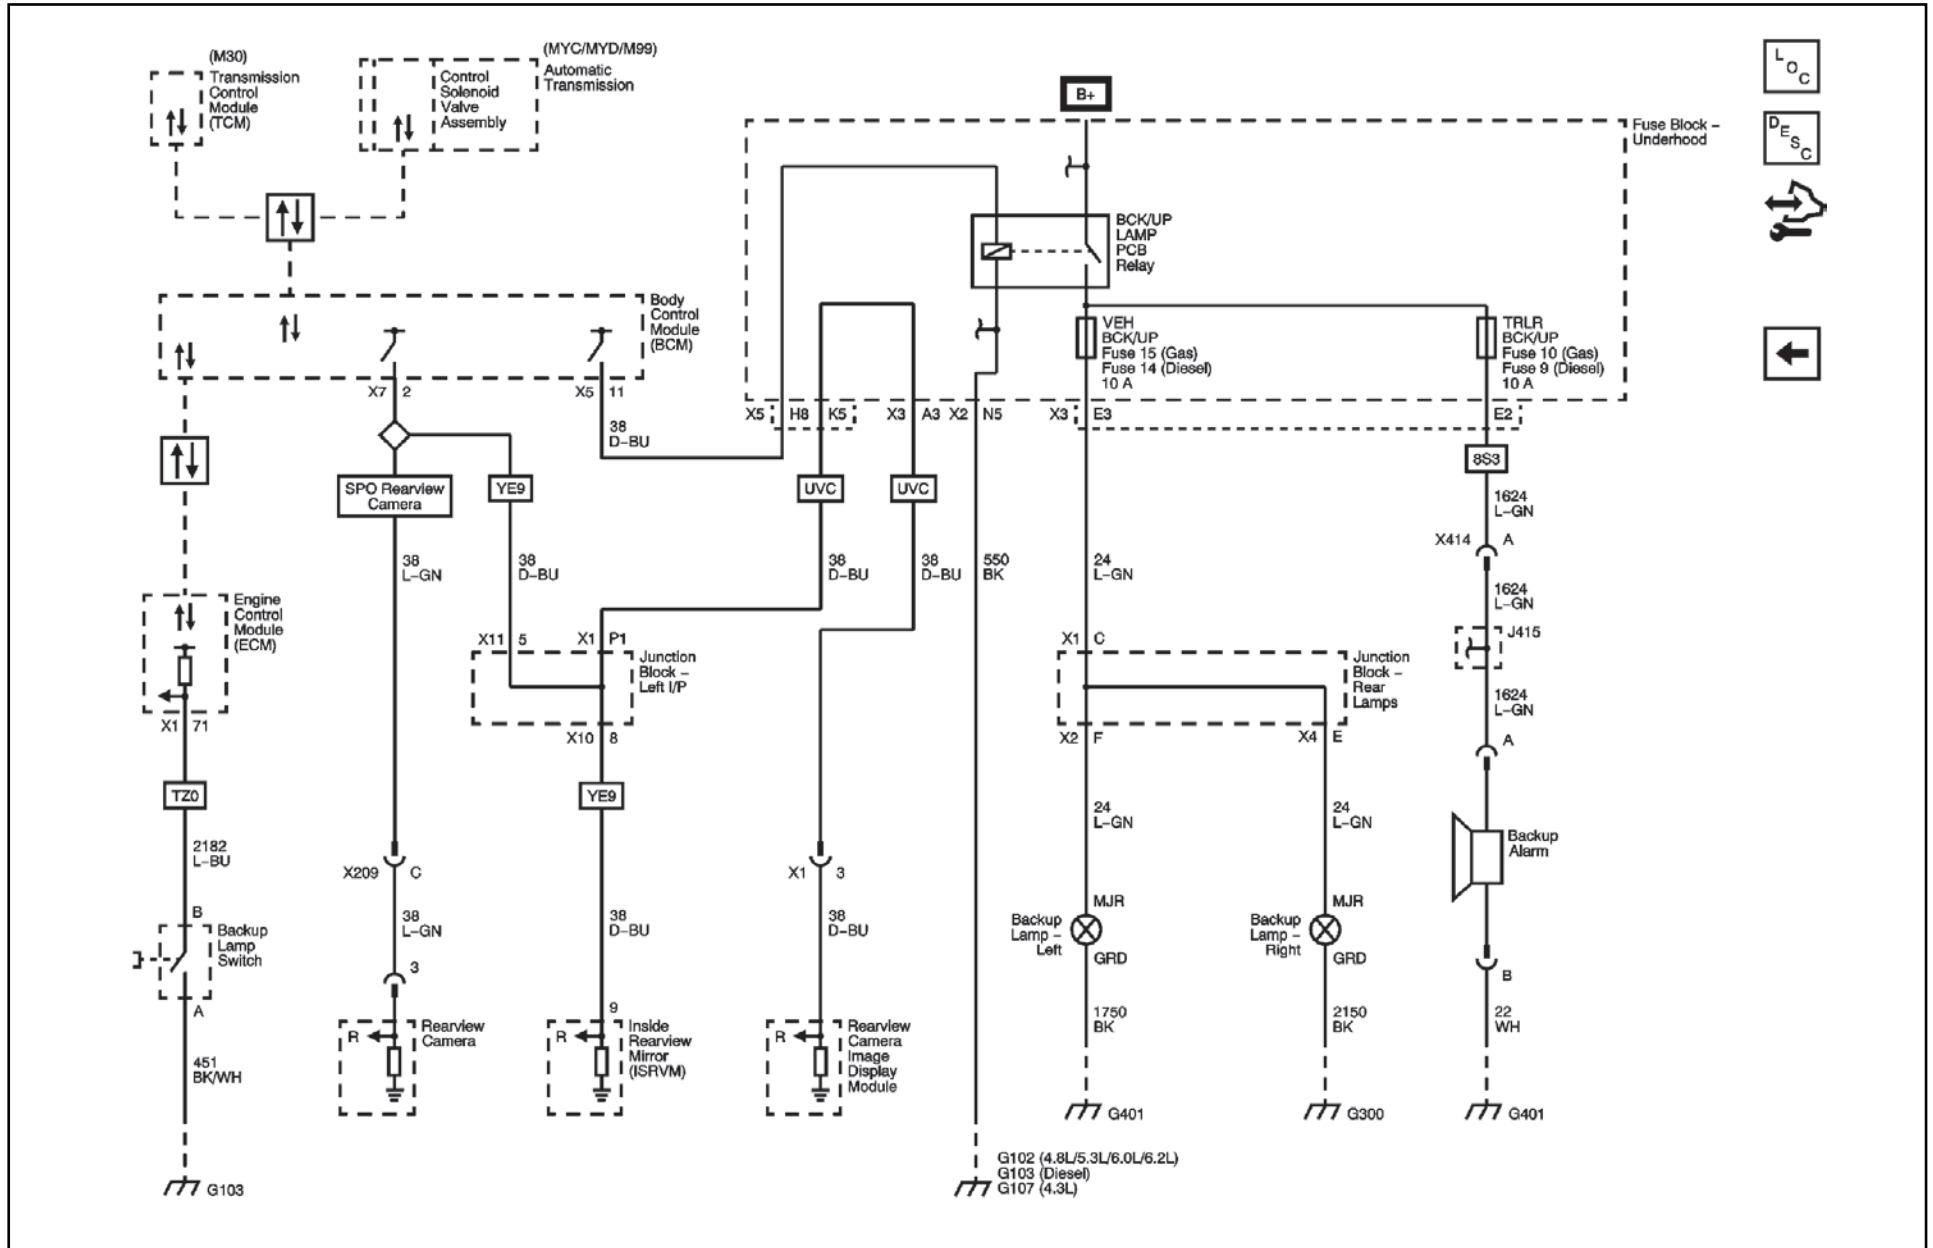 (M30)
Transmission
Control
Module
(TCM)
Control
Solenoid
Valve
Assembly
(MYC/MYD/M99)
Automatic
Transmission
B+
Fuse Block –
Underhood
L
O
C
D
E
S
C
BCK/UP
LAMP
PCB
Relay
Body
Control
Module
(BCM)
VEH
BCK/UP
Fuse 15 (Gas)
Fuse 14 (Diesel)
10 A
TRLR
BCK/UP
Fuse 10 (Gas)
Fuse 9 (Diesel)
10 A
X7 2
X5 11
X5 H8 K5 X3 A3 X2 N5 X3 E3 E2
38
D–BU
SPO Rearview
Camera
YE9
UVC
UVC
8S3
1624
L–GN
X414 A
38
L–GN
38
D–BU
38
D–BU
38
D–BU
550
BK
24
L–GN
1624
L–GN
Engine
Control
Module
(ECM)
J415
X11 5 X1 P1
X1 C
Junction
Block –
Left I/P
Junction
Block –
Rear
Lamps
1624
L–GN
X1 71
X10 8
X2 F
X4 E
A
TZ0
YE9
2182
L–BU
24
L–GN
24
L–GN
Backup
Alarm
X209 C
X1 3
B
Backup
Lamp
Switch
A
38
L–GN
3
38
D–BU
9
38
D–BU
MJR
Backup
Lamp –
Left
GRD
MJR
Backup
Lamp –
Right
GRD
B
R
Rearview
Camera
R
Inside
Rearview
Mirror
(ISRVM)
R
Rearview
Camera
Image
Display
Module
1750
BK
2150
BK
22
WH
451
BK/WH
G401
G300
G401
G103
G102 (4.8L/5.3L/6.0L/6.2L)
G103 (Diesel)
G107 (4.3L)